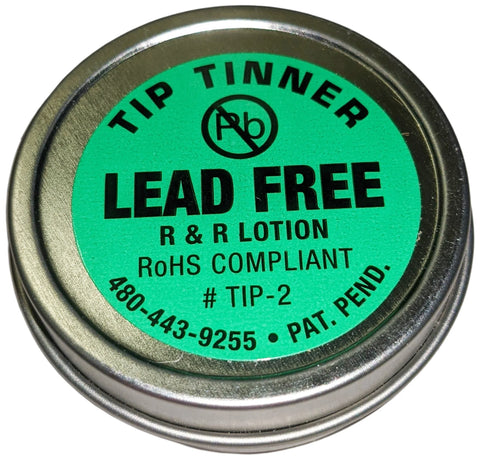 TIP TINNER
Pb
LEAD FREE
R & R LOTION
RoHS COMPLIANT
# TIP-2
480-443-9255 • PAT. PEND.